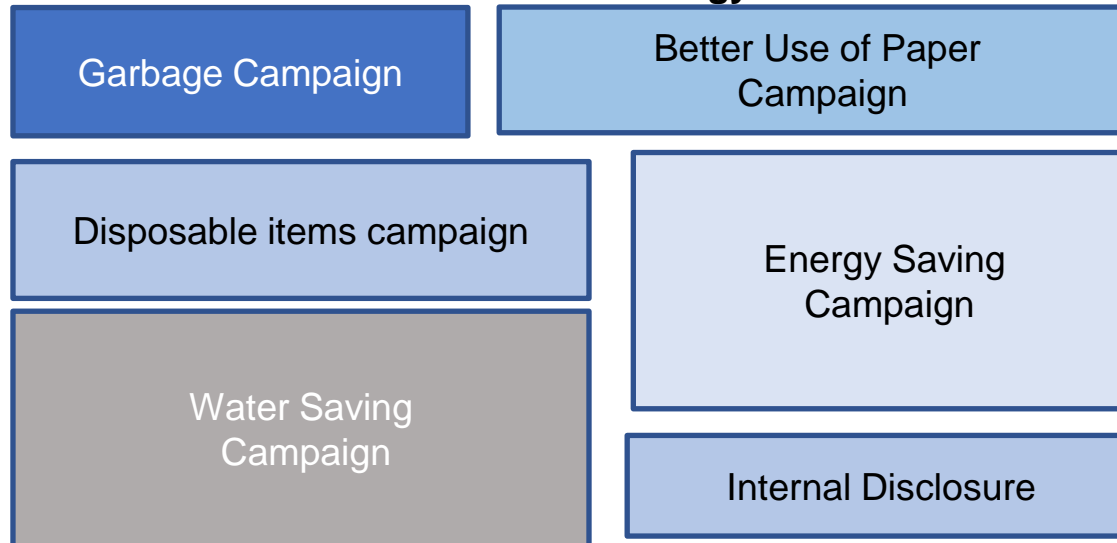 Garbage Campaign
Better Use of Paper
Campaign
Disposable items campaign
Energy Saving
Campaign
Water Saving
Campaign
Internal Disclosure